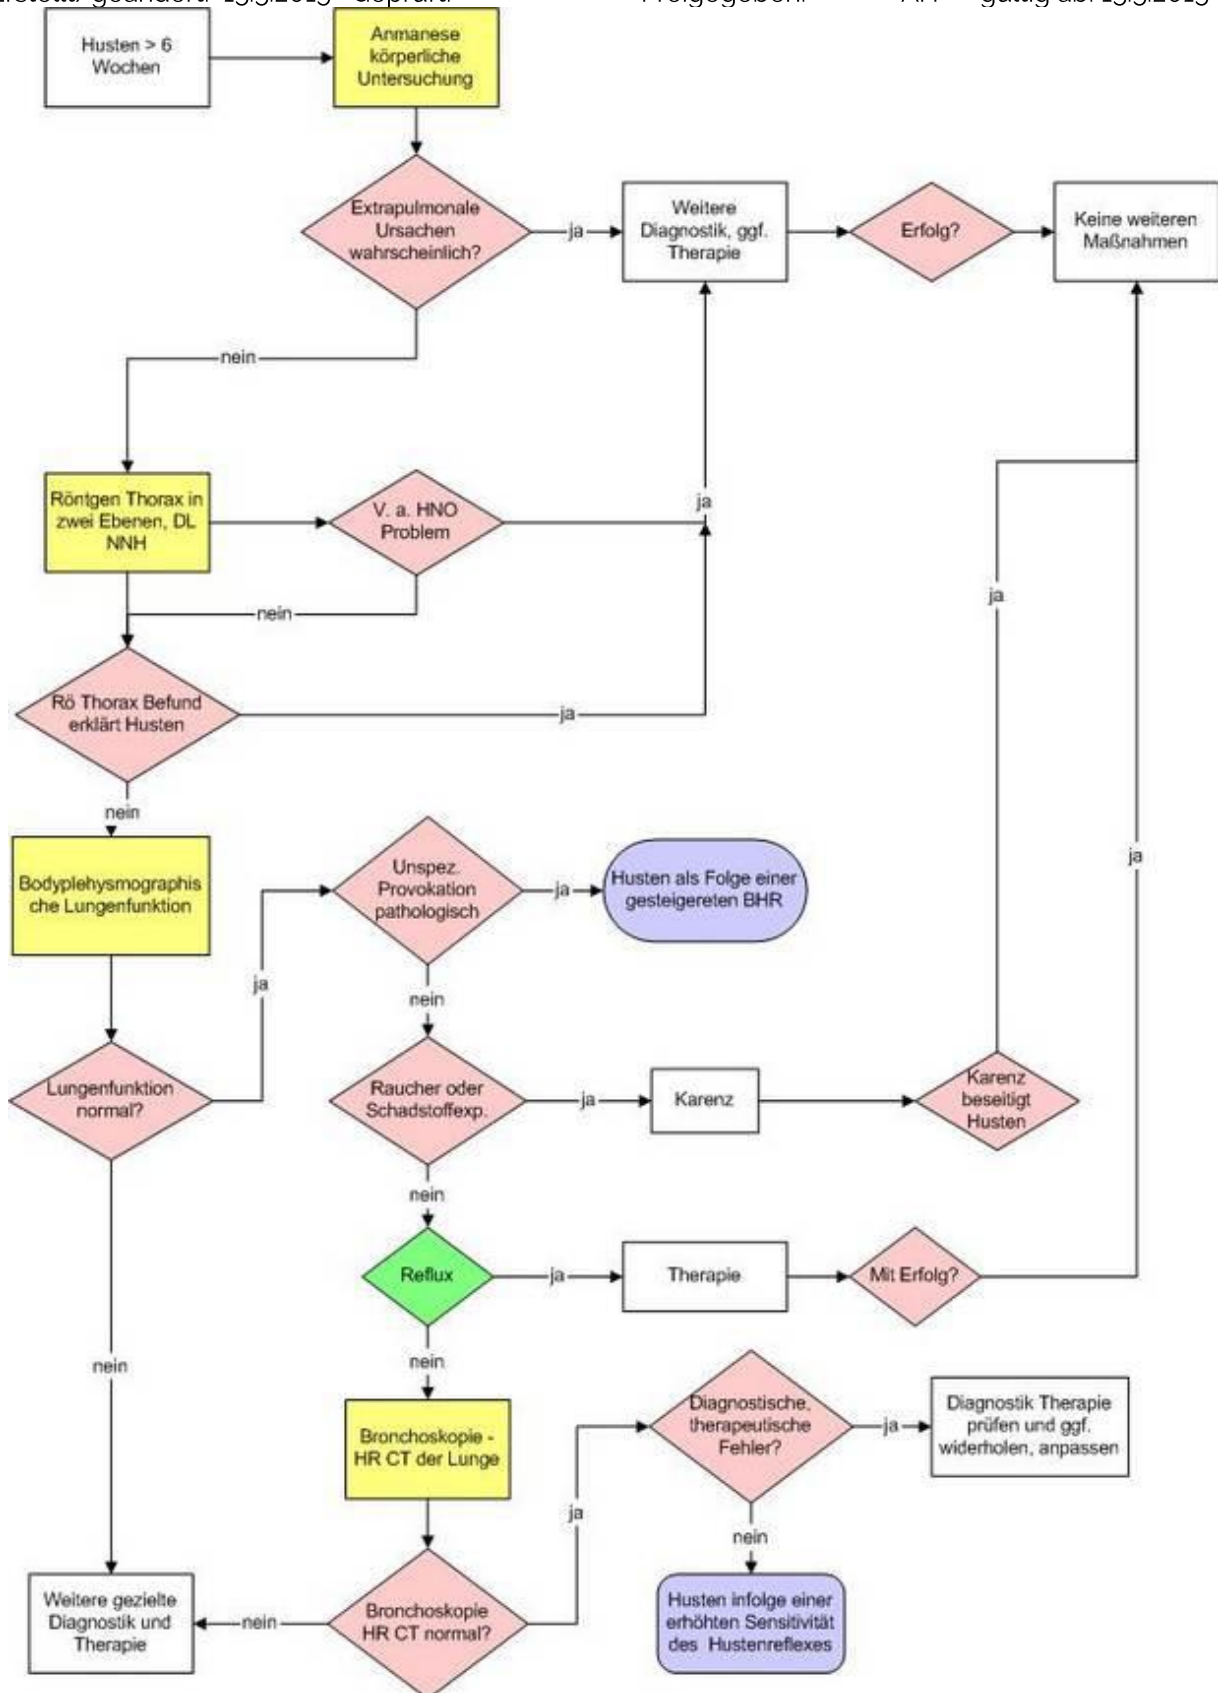 Husten > 6
Wochen
Anmanese
körperliche
Untersuchung
Extrapulmonale
Ursachen
wahrscheinlich?
ja
Weitere
Diagnostik, ggf.
Therapie
Erfolg?
Keine weiteren
Maßnahmen
nein
Röntgen Thorax in
zwei Ebenen, DL
NNH
V. a. HNO
Problem
ja
nein
Rö Thorax Befund
erklärt Husten
ja
nein
Bodyplehysmographis
che Lungenfunktion
ja
Unspez.
Provokation
pathologisch
ja
Husten als Folge einer
gesteigereten BHR
ja
ja
nein
Lungenfunktion
normal?
Raucher oder
Schadstoffexp.
ja
Karenz
Karenz
beseitigt
Husten
nein
Reflux
ja
Therapie
Mit Erfolg?
nein
nein
Bronchoskopie -
HR CT der Lunge
Diagnostische,
therapeutische
Fehler?
ja
Diagnostik Therapie
prüfen und ggf.
widerholen, anpassen
ja
nein
Weitere gezielte
Diagnostik und
Therapie
nein
Bronchoskopie
HR CT normal?
Husten infolge einer
erhöhten Sensitivität
des Hustenreflexes